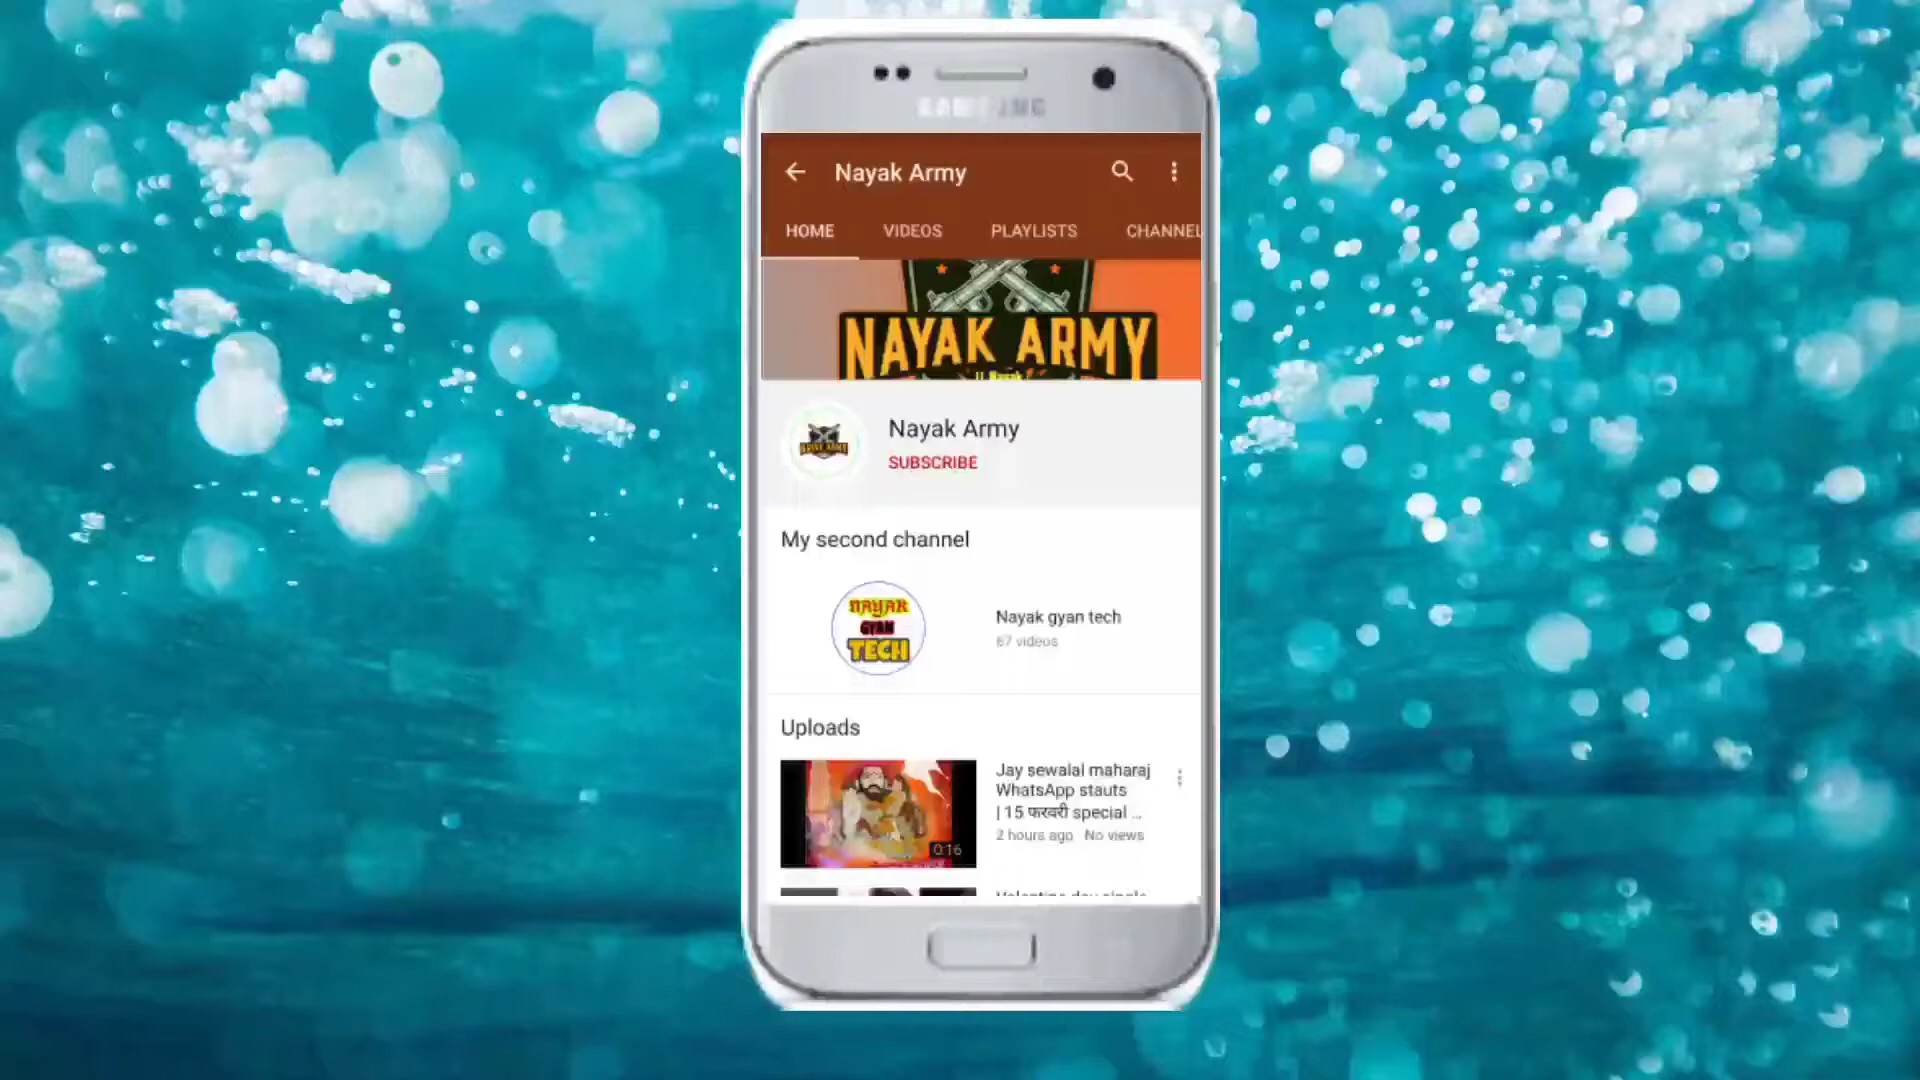 SAMSUNG
Nayak Army
HOME VIDEOS PLAYLISTS CHANNEL
NAYAK ARMY
Nayak Army
SUBSCRIBE
My second channel
NAYAK
GYAN
TECH
Nayak gyan tech
67 videos
Uploads
Jay sewalal maharaj
WhatsApp stauts
| 15 फरवरी special ...
2 hours ago No views
0:16